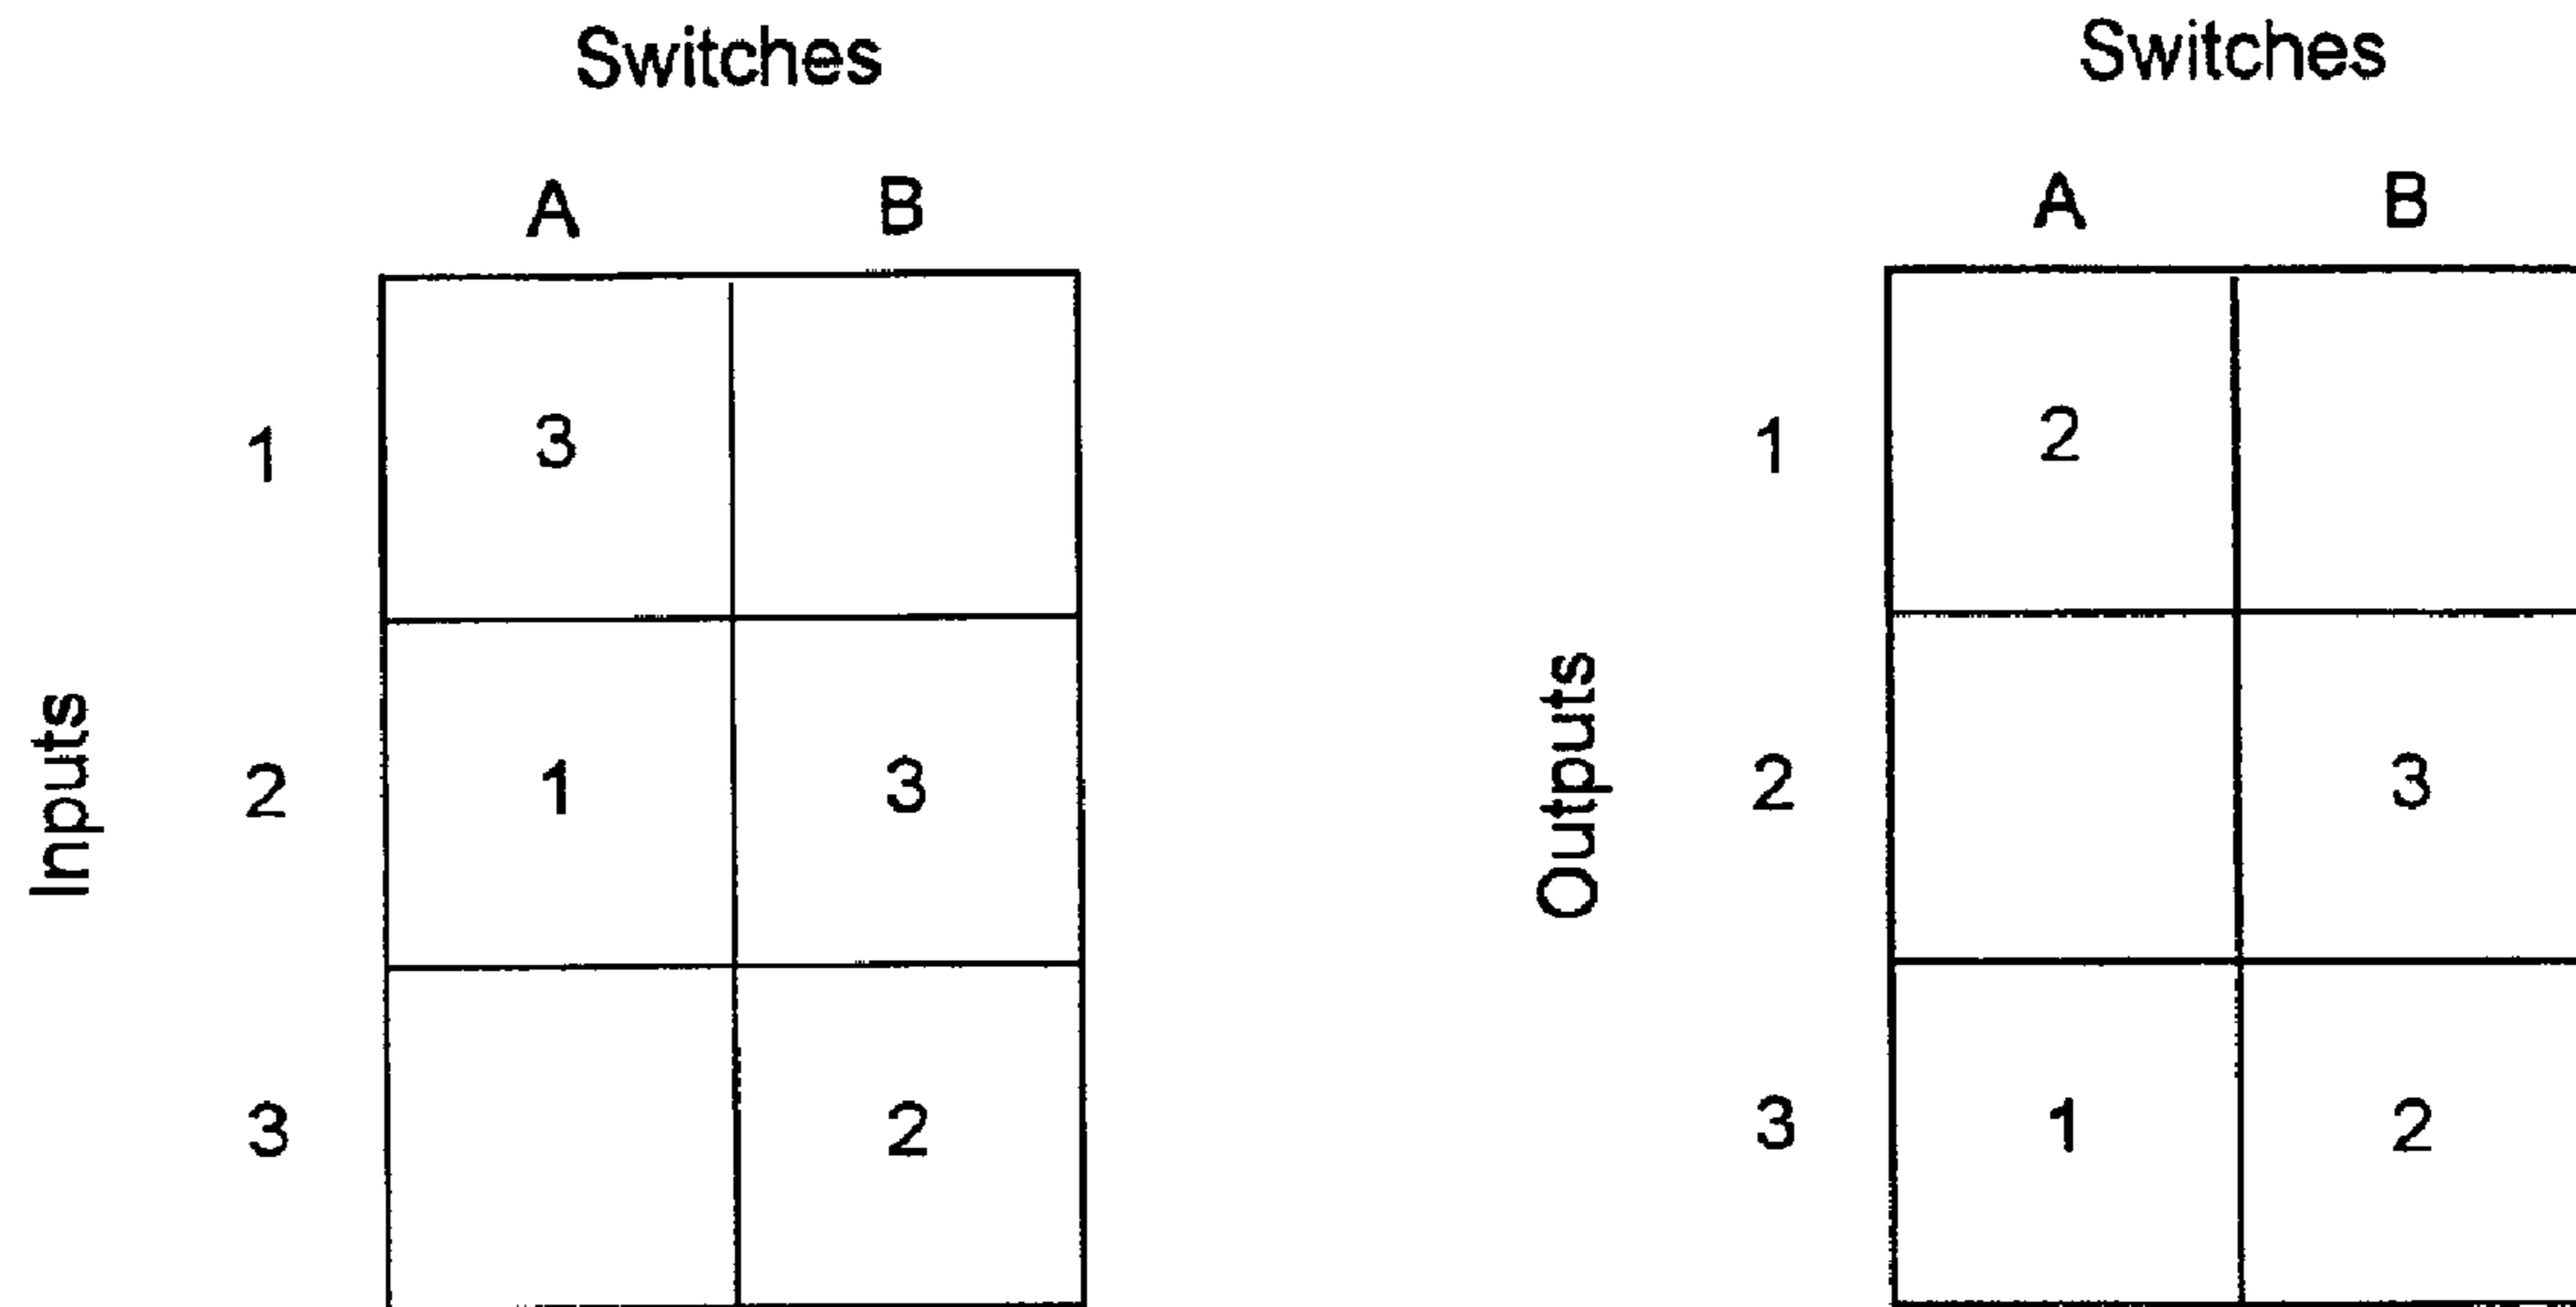 Switches
A B
1 3
Inputs 2 1 3
3 2
Switches
A B
1 2
Outputs 2 3
3 1 2